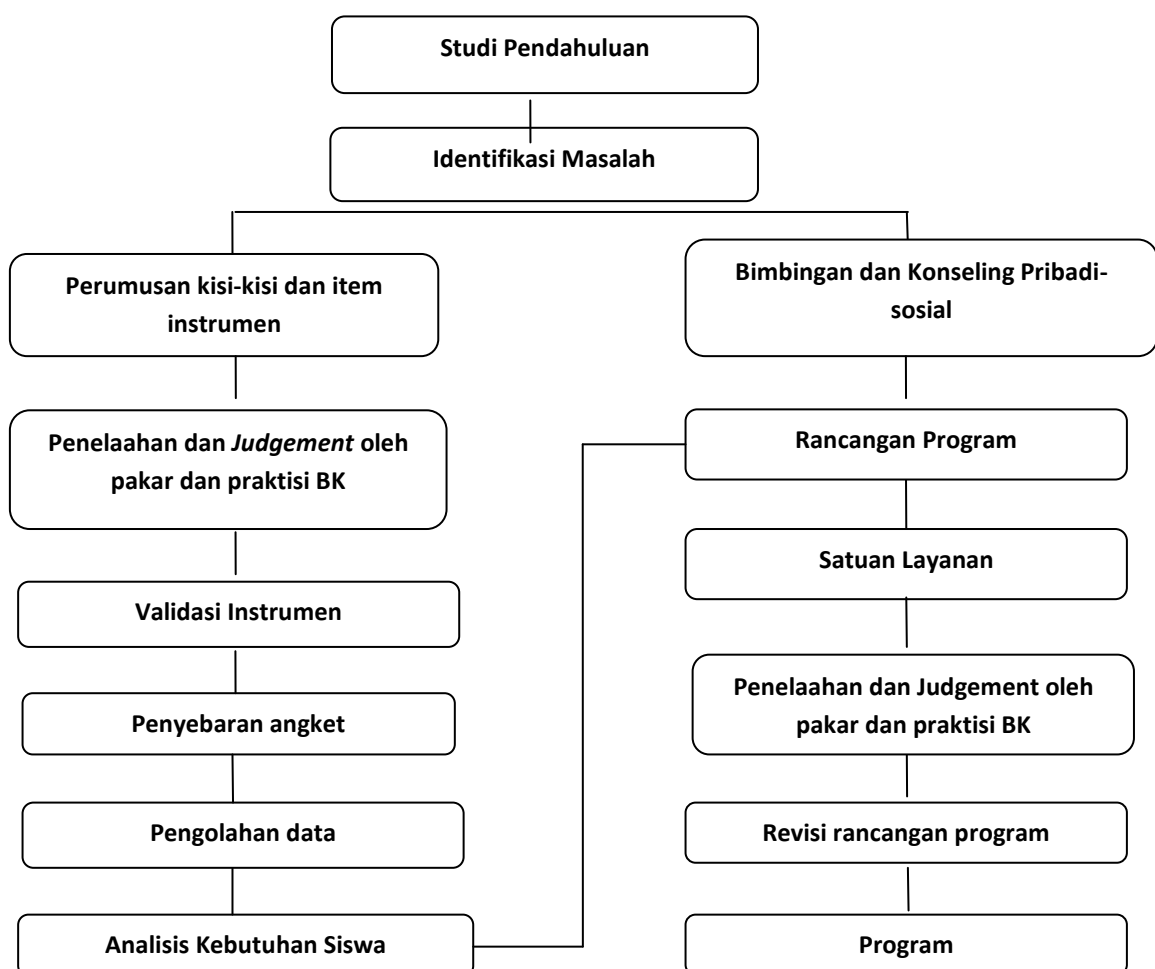 Studi Pendahuluan
Identifikasi Masalah
Perumusan kisi-kisi dan item
instrumen
Penelaahan dan Judgement oleh
pakar dan praktisi BK
Validasi Instrumen
Penyebaran angket
Pengolahan data
Analisis Kebutuhan Siswa
Bimbingan dan Konseling Pribadi-
sosial
Rancangan Program
Satuan Layanan
Penelaahan dan Judgement oleh
pakar dan praktisi BK
Revisi rancangan program
Program